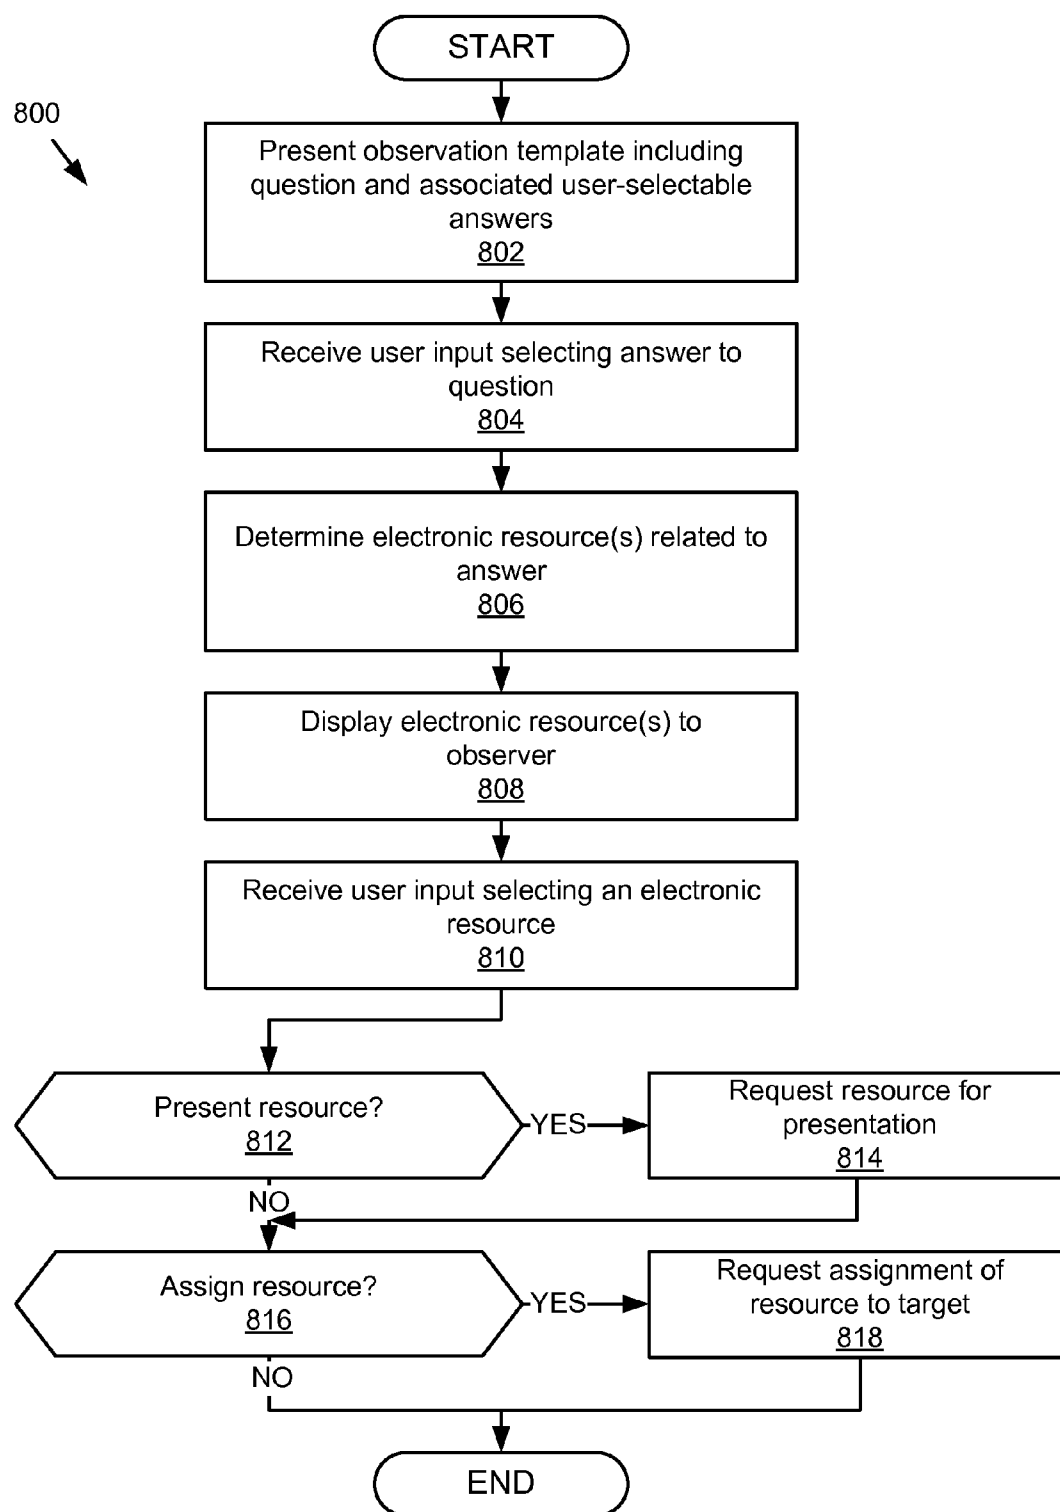 START
800
Present observation template including
question and associated user-selectable
answers
802
Receive user input selecting answer to
question
804
Determine electronic resource(s) related to
answer
806
Display electronic resource(s) to
observer
808
Receive user input selecting an electronic
resource
810
Present resource?
812
YES
Request resource for
presentation
814
NO
Assign resource?
816
YES
Request assignment of
resource to target
818
NO
END